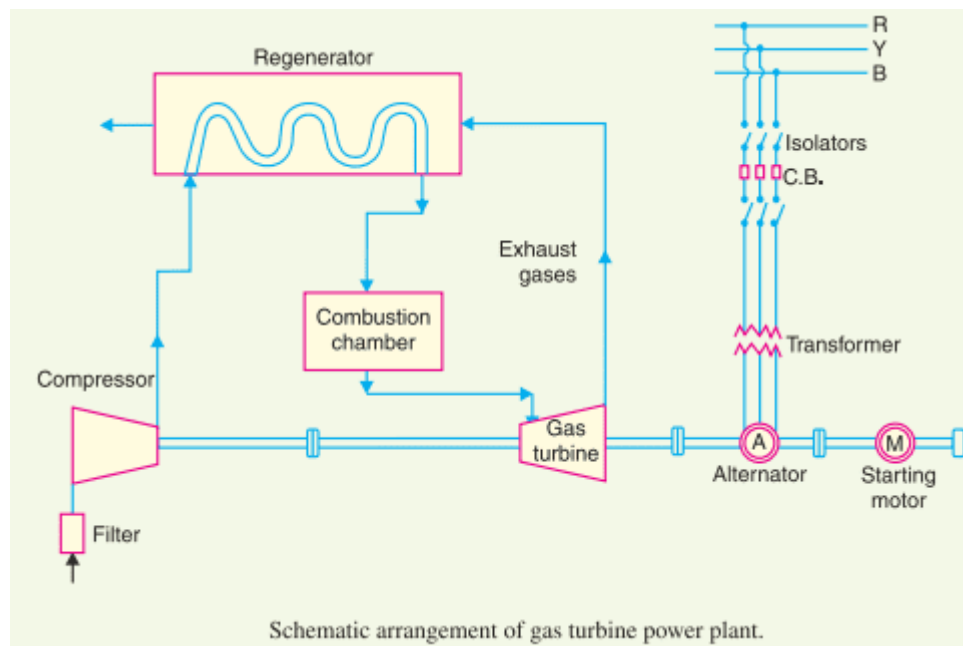 R
Y
B
Regenerator
Isolators
C.B.
Exhaust
gases
Combustion
chamber
Transformer
Compressor
Gas
turbine
A
M
Alternator
Starting
motor
Filter
Schematic arrangement of gas turbine power plant.